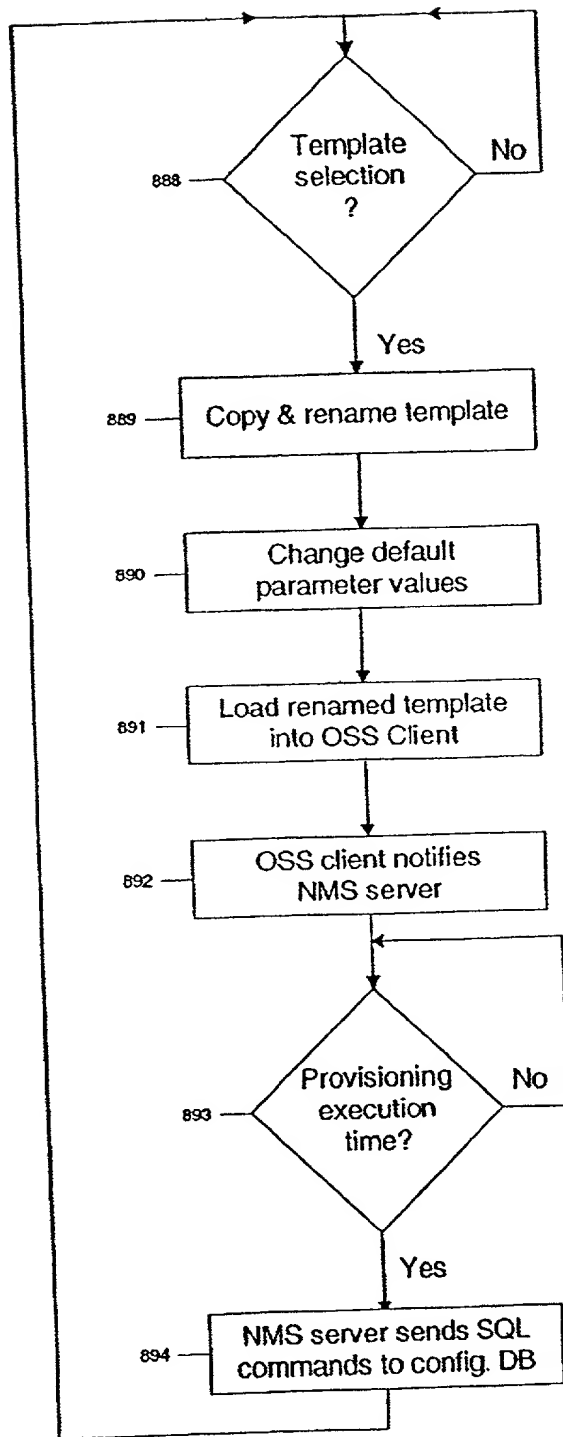 Template
selection
?
No
888
Yes
889
Copy & rename template
890
Change default
parameter values
891
Load renamed template
into OSS Client
892
OSS client notifies
NMS server
Provisioning
execution
time?
No
893
Yes
894
NMS server sends SQL
commands to config. DB